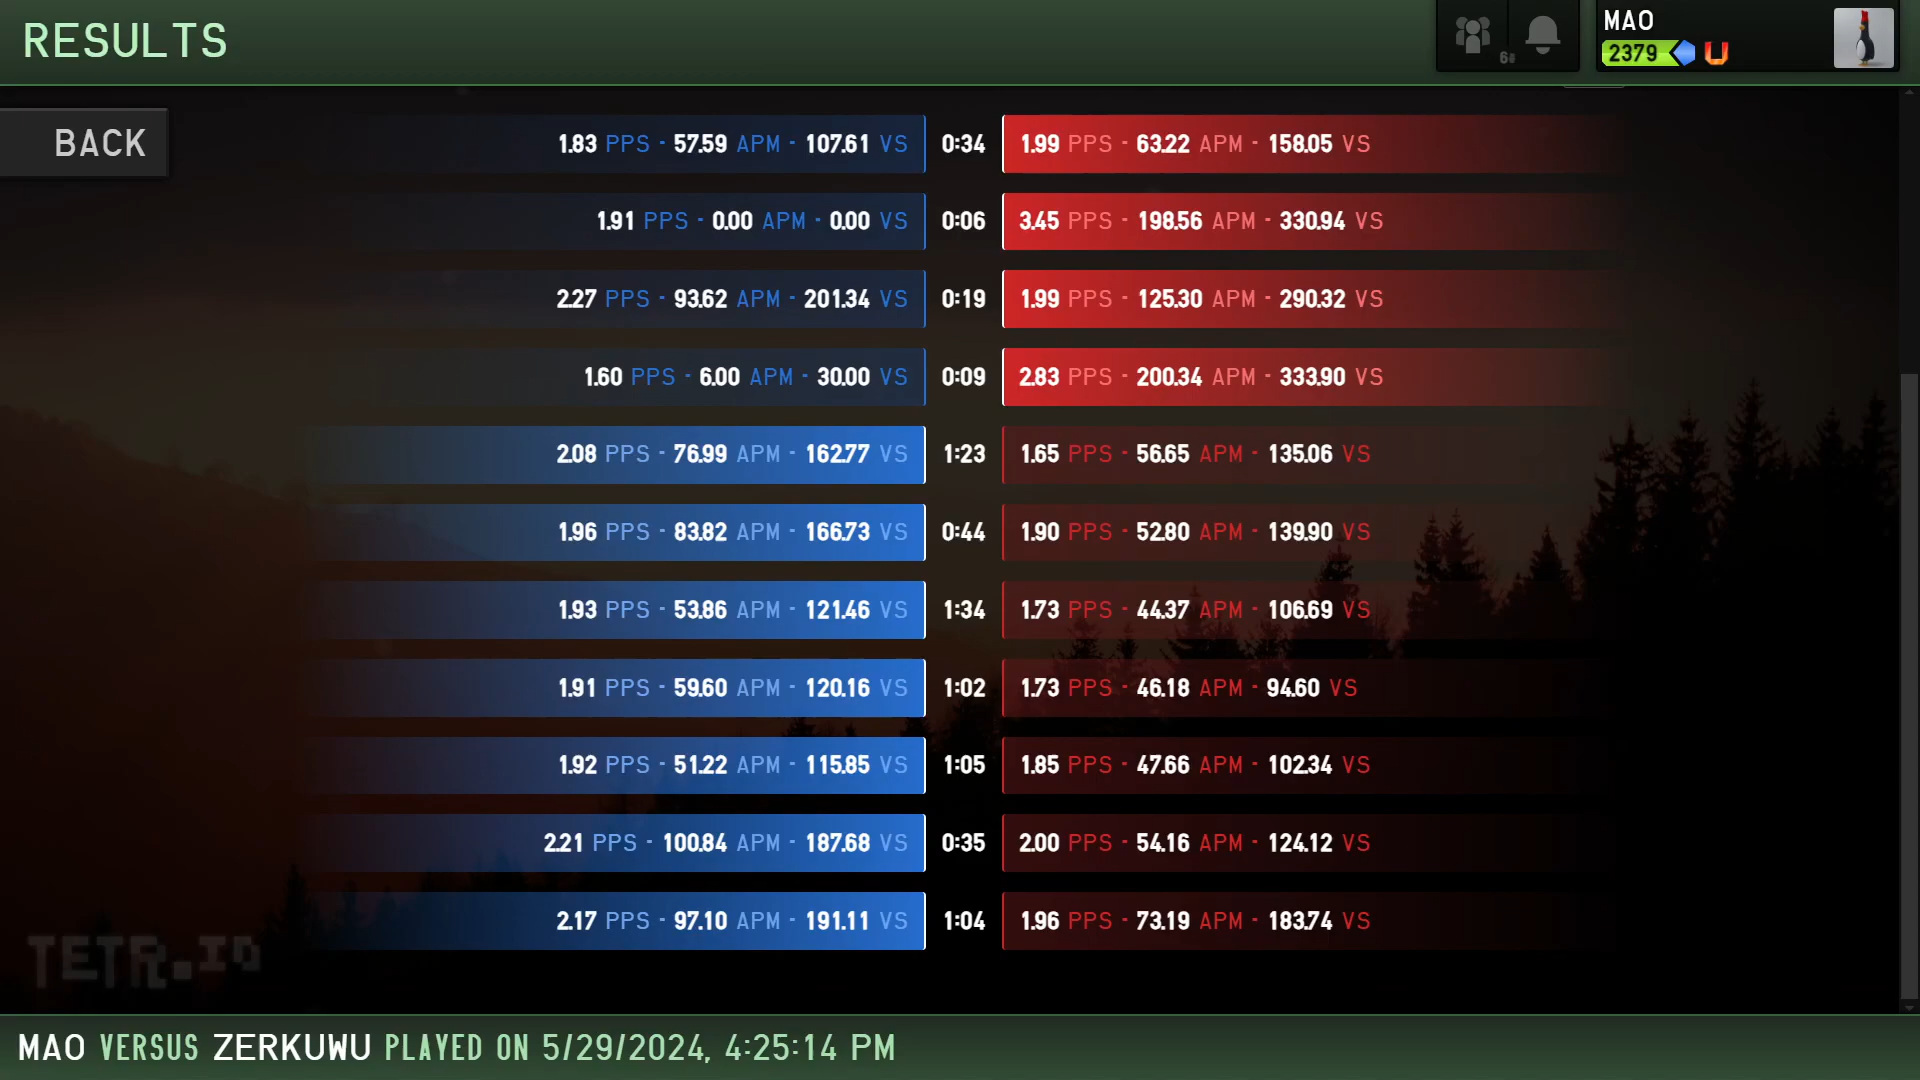 RESULTS
MAO
2379
BACK
1.83 PPS - 57.59 APM - 107.61 VS 0:34 1.99 PPS - 63.22 APM - 158.05 VS
1.91 PPS - 0.00 APM - 0.00 VS 0:06 3.45 PPS - 198.56 APM - 330.94 VS
2.27 PPS - 93.62 APM - 201.34 VS 0:19 1.99 PPS - 125.30 APM - 290.32 VS
1.60 PPS - 6.00 APM - 30.00 VS 0:09 2.83 PPS - 200.34 APM - 333.90 VS
2.08 PPS - 76.99 APM - 162.77 VS 1:23 1.65 PPS - 56.65 APM - 135.06 VS
1.96 PPS - 83.82 APM - 166.73 VS 0:44 1.90 PPS - 52.80 APM - 139.90 VS
1.93 PPS - 53.86 APM - 121.46 VS 1:34 1.73 PPS - 44.37 APM - 106.69 VS
1.91 PPS - 59.60 APM - 120.16 VS 1:02 1.73 PPS - 46.18 APM - 94.60 VS
1.92 PPS - 51.22 APM - 115.85 VS 1:05 1.85 PPS - 47.66 APM - 102.34 VS
2.21 PPS - 100.84 APM - 187.68 VS 0:35 2.00 PPS - 54.16 APM - 124.12 VS
2.17 PPS - 97.10 APM - 191.11 VS 1:04 1.96 PPS - 73.19 APM - 183.74 VS
TETR.IO
MAO VERSUS ZERKUWU PLAYED ON 5/29/2024, 4:25:14 PM